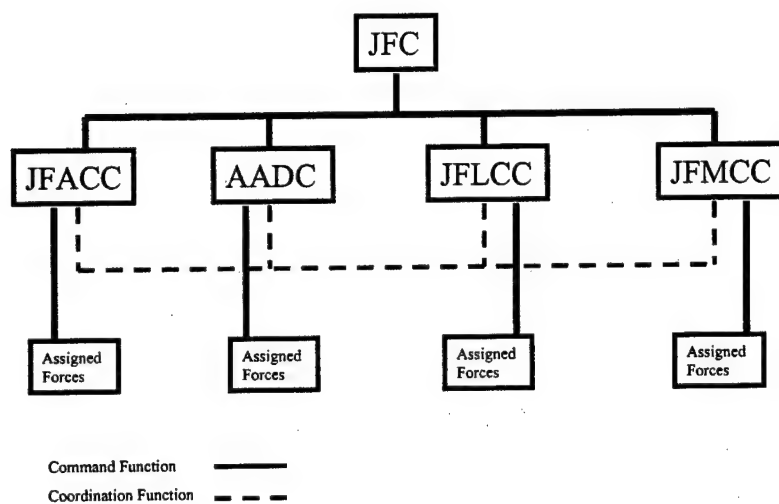 JFC
JFACC
AADC
JFLCC
JFMCC
Assigned
Forces
Assigned
Forces
Assigned
Forces
Assigned
Forces
Command Function
Coordination Function